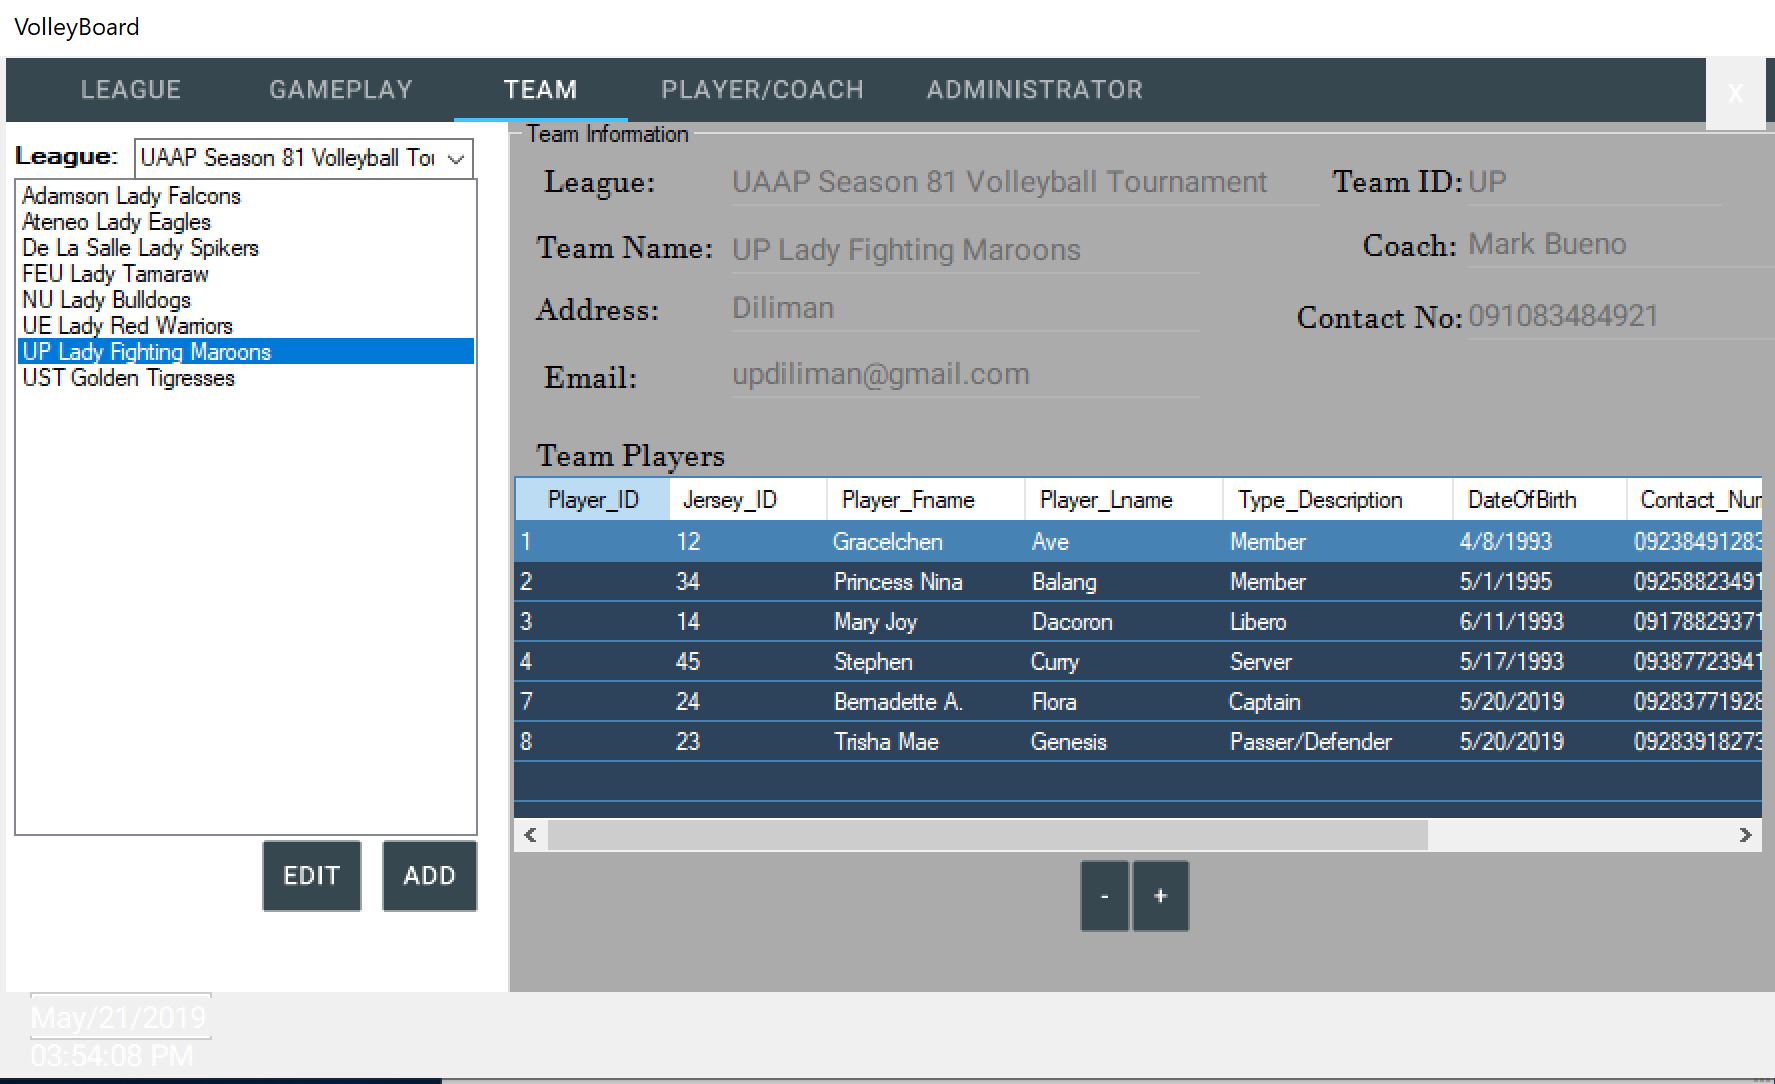 VolleyBoard
LEAGUE GAMEPLAY TEAM PLAYER/COACH ADMINISTRATOR X
League: UAAP Season 81 Volleyball Tou
Adamson Lady Falcons
Ateneo Lady Eagles
De La Salle Lady Spikers
FEU Lady Tamaraw
NU Lady Bulldogs
UE Lady Red Warriors
UP Lady Fighting Maroons
UST Golden Tigresses
EDIT ADD
Team Information
League: UAAP Season 81 Volleyball Tournament Team ID: UP
Team Name: UP Lady Fighting Maroons Coach: Mark Bueno
Address: Diliman Contact No: 091083484921
Email: updiliman@gmail.com
Team Players
Player_ID Jersey_ID Player_Fname Player_Lname Type_Description DateOfBirth Contact_Num
1 12 Gracelchen Ave Member 4/8/1993 09238491283
2 34 Princess Nina Balang Member 5/1/1995 09258823491
3 14 Mary Joy Dacoron Libero 6/11/1993 09178829371
4 45 Stephen Curry Server 5/17/1993 09387723941
7 24 Bernadette A. Flora Captain 5/20/2019 09283771928
8 23 Trisha Mae Genesis Passer/Defender 5/20/2019 09283918273
- +
May/21/2019
03:54:08 PM